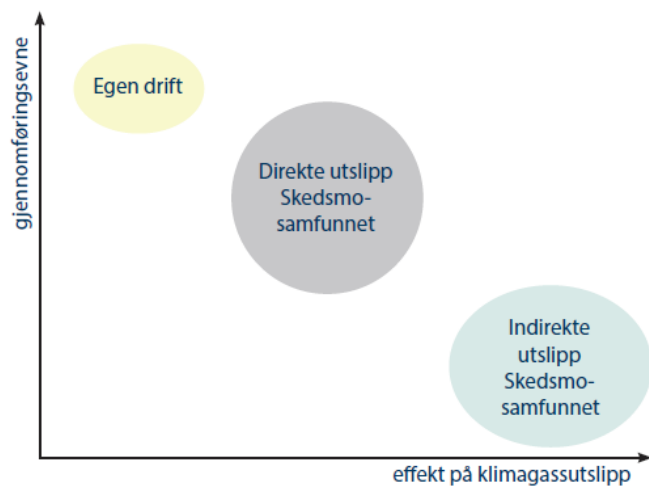 gjennomføringsevne
Egen drift
Direkte utslipp
Skedsmo-
samfunnet
Indirekte
utslipp
Skedsmo-
samfunnet
effekt på klimagassutslipp